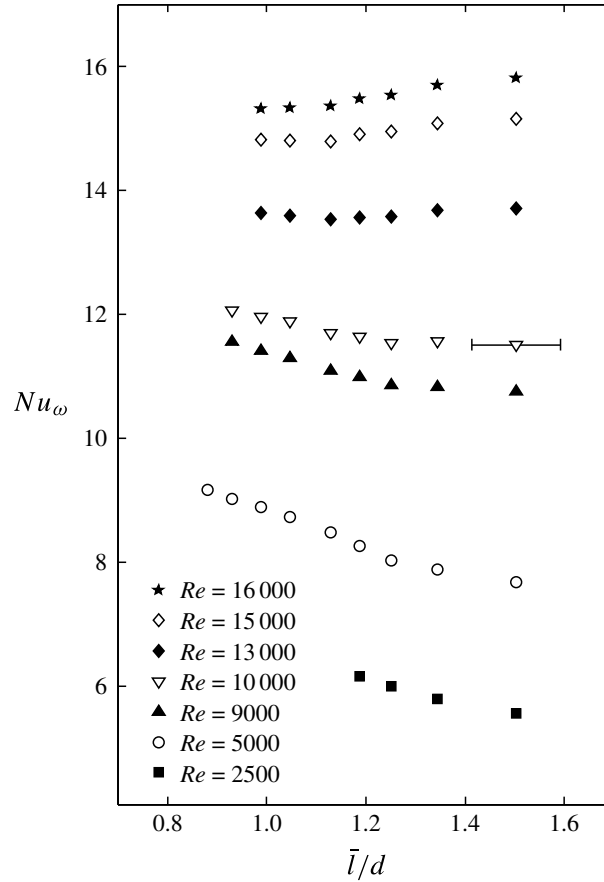 16
14
12
Nu_ω
10
8
6
Re = 16 000
Re = 15 000
Re = 13 000
Re = 10 000
Re = 9000
Re = 5000
Re = 2500
0.8 1.0 1.2 1.4 1.6
l̄/d